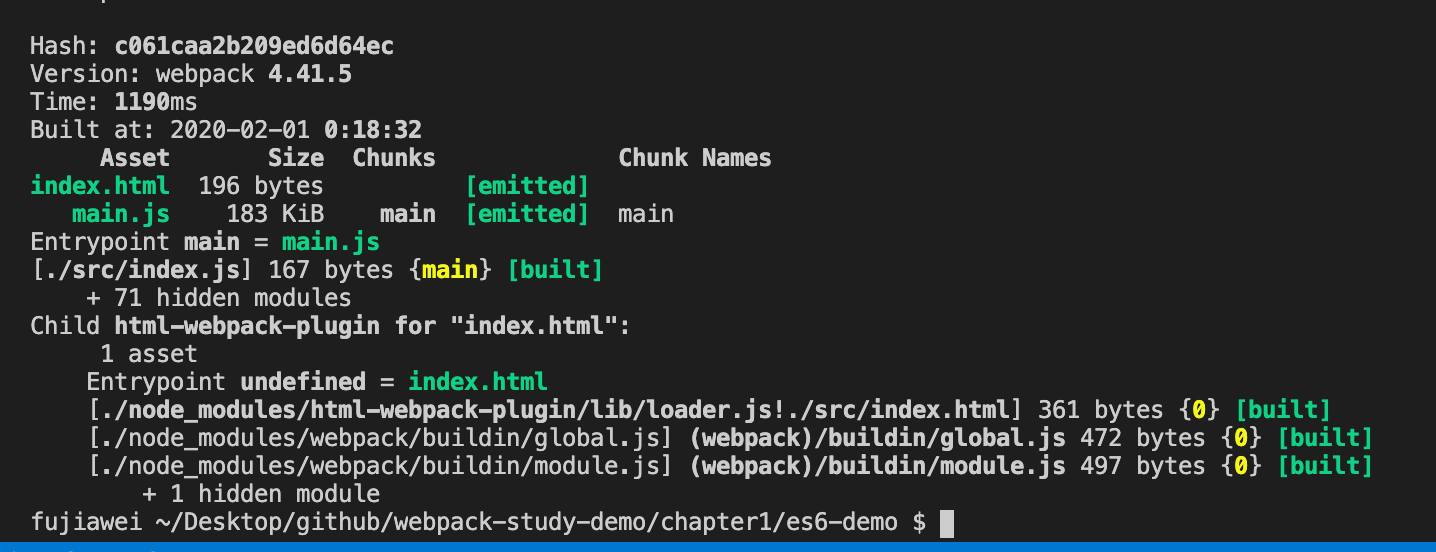 Hash: c061caa2b209ed6d64ec
Version: webpack 4.41.5
Time: 1190ms
Built at: 2020-02-01 0:18:32
Asset Size Chunks Chunk Names
index.html 196 bytes [emitted]
main.js 183 KiB main [emitted] main
Entrypoint main = main.js
[./src/index.js] 167 bytes {main} [built]
+ 71 hidden modules
Child html-webpack-plugin for "index.html":
1 asset
Entrypoint undefined = index.html
[./node_modules/html-webpack-plugin/lib/loader.js!./src/index.html] 361 bytes {0} [built]
[./node_modules/webpack/buildin/global.js] (webpack)/buildin/global.js 472 bytes {0} [built]
[./node_modules/webpack/buildin/module.js] (webpack)/buildin/module.js 497 bytes {0} [built]
+ 1 hidden module
fujiawei ~/Desktop/github/webpack-study-demo/chapter1/es6-demo $